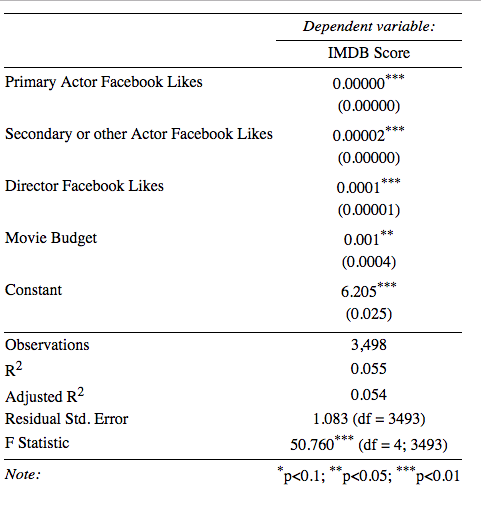 Dependent variable:
IMDB Score
Primary Actor Facebook Likes 0.00000***
(0.00000)
Secondary or other Actor Facebook Likes 0.00002***
(0.00000)
Director Facebook Likes 0.0001***
(0.00001)
Movie Budget 0.001**
(0.0004)
Constant 6.205***
(0.025)
Observations 3,498
R2 0.055
Adjusted R2 0.054
Residual Std. Error 1.083 (df = 3493)
F Statistic 50.760*** (df = 4; 3493)
Note: *p<0.1; **p<0.05; ***p<0.01